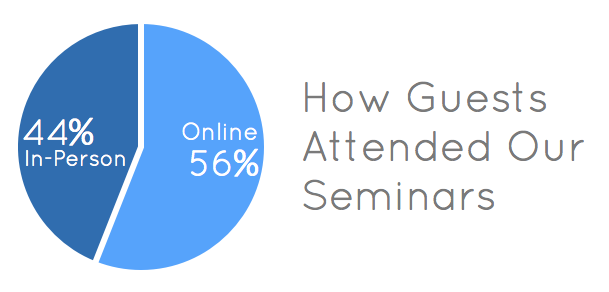 How Guests
Attended Our
Seminars
44%
In-Person
Online
56%